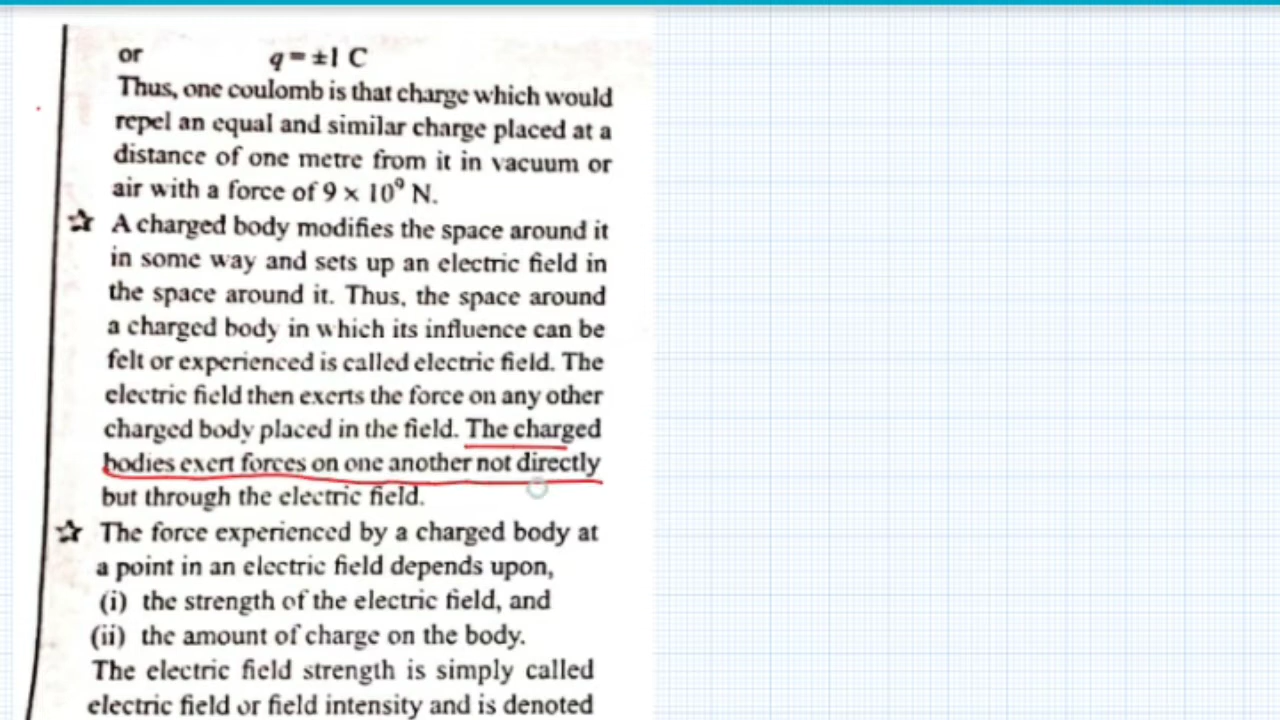 or q = ±1 C
Thus, one coulomb is that charge which would
repel an equal and similar charge placed at a
distance of one metre from it in vacuum or
air with a force of 9 × 10⁹ N.
☆ A charged body modifies the space around it
in some way and sets up an electric field in
the space around it. Thus, the space around
a charged body in which its influence can be
felt or experienced is called electric field. The
electric field then exerts the force on any other
charged body placed in the field. The charged
bodies exert forces on one another not directly
but through the electric field.
☆ The force experienced by a charged body at
a point in an electric field depends upon,
(i) the strength of the electric field, and
(ii) the amount of charge on the body.
The electric field strength is simply called
electric field or field intensity and is denoted